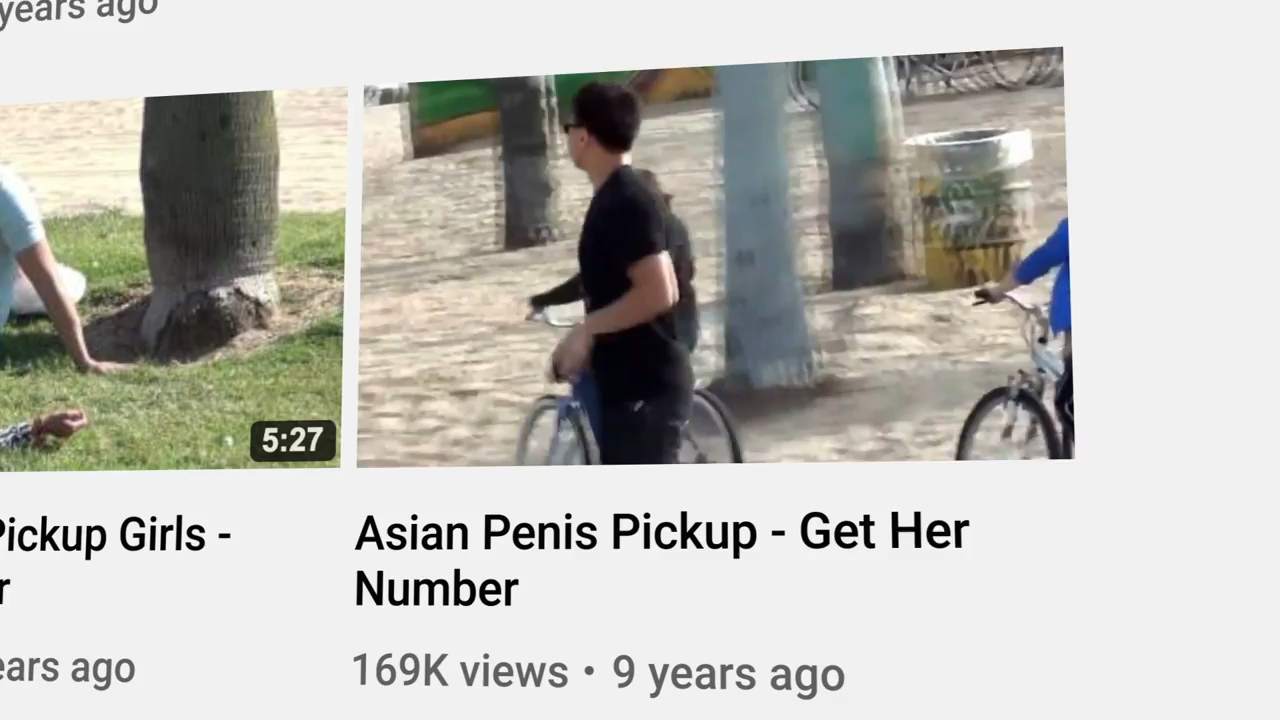 years ago
5:27
Pickup Girls -
r
ears ago
Asian Penis Pickup - Get Her
Number
169K views • 9 years ago